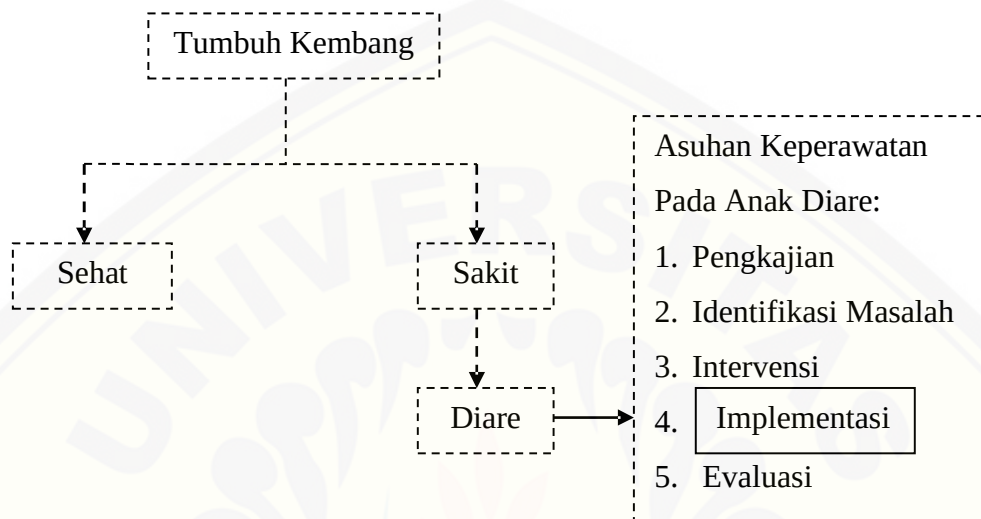 Tumbuh Kembang
Sehat
Sakit
Diare
Asuhan Keperawatan
Pada Anak Diare:
1. Pengkajian
2. Identifikasi Masalah
3. Intervensi
4. Implementasi
5. Evaluasi
UNIVERSITAS